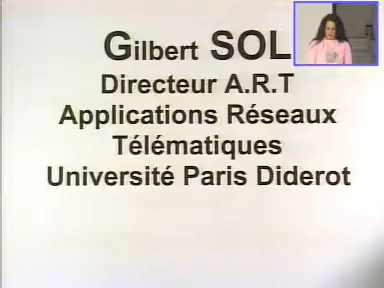 Gilbert SOL
Directeur A.R.T
Applications Réseaux
Télématiques
Université Paris Diderot